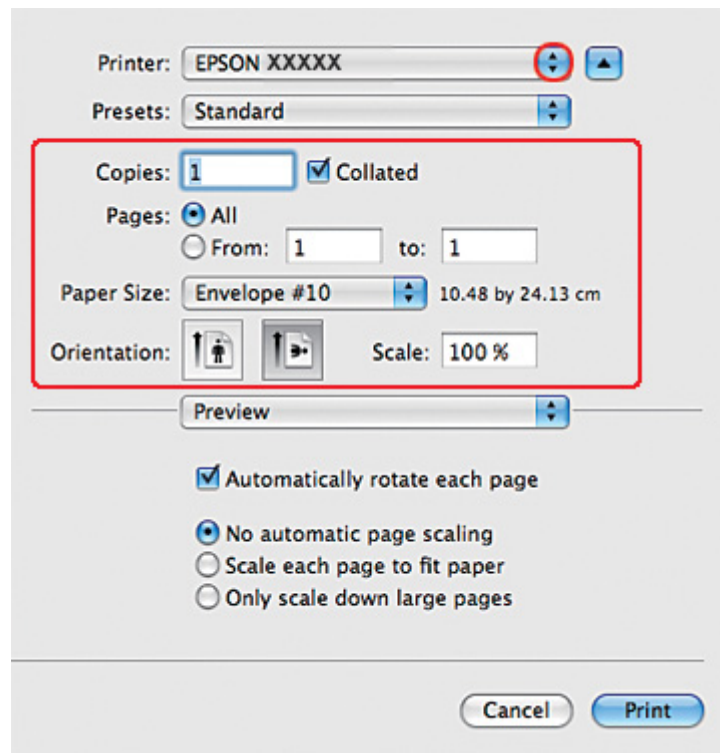 Printer: EPSON XXXXX
Presets: Standard
Copies: 1 Collated
Pages: All
From: 1 to: 1
Paper Size: Envelope #10 10.48 by 24.13 cm
Orientation: Scale: 100 %
Preview
Automatically rotate each page
No automatic page scaling
Scale each page to fit paper
Only scale down large pages
Cancel Print